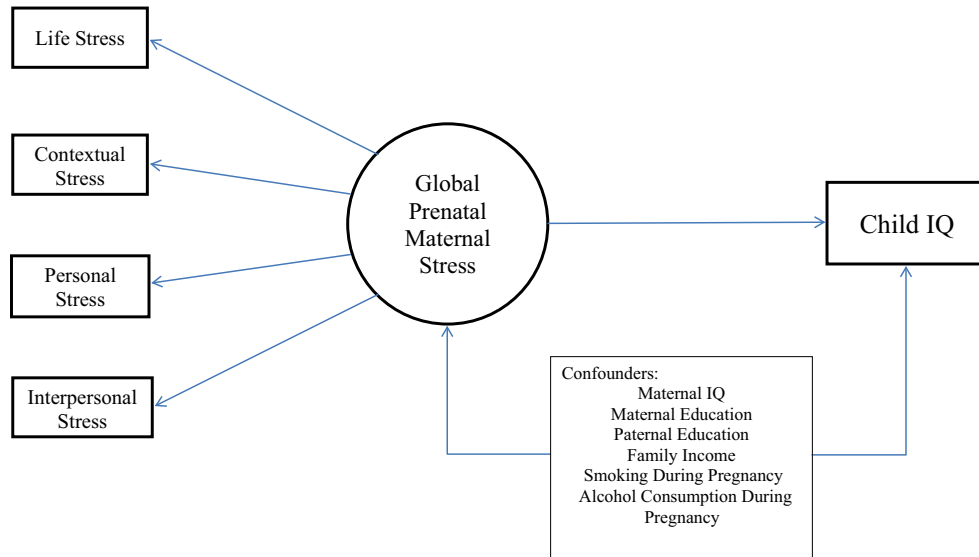 Life Stress
Contextual
Stress
Personal
Stress
Interpersonal
Stress
Global
Prenatal
Maternal
Stress
Child IQ
Confounders:
Maternal IQ
Maternal Education
Paternal Education
Family Income
Smoking During Pregnancy
Alcohol Consumption During
Pregnancy